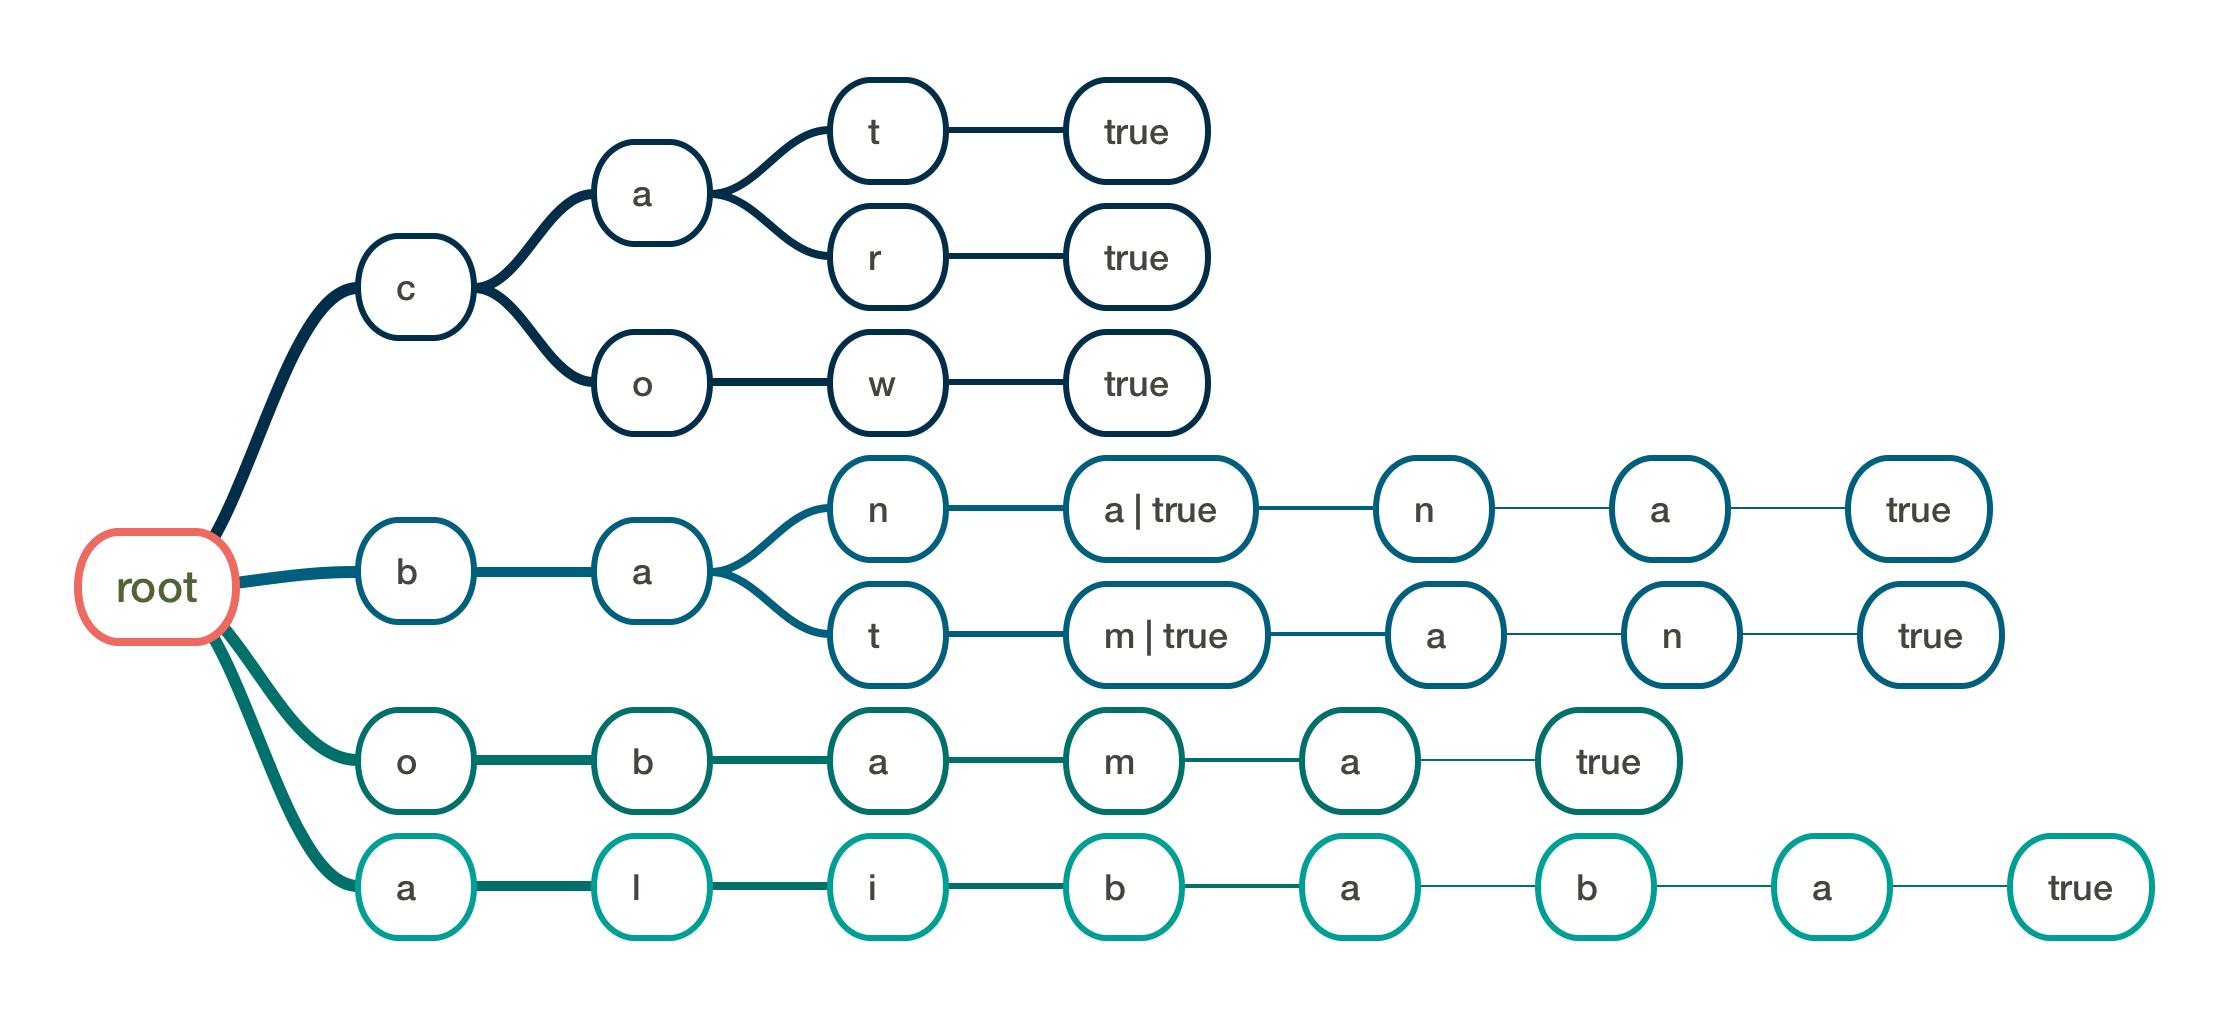 t true
a
r true
c
o w true
n a | true n a true
root b a
t m | true a n true
o b a m a true
a l i b a b a true